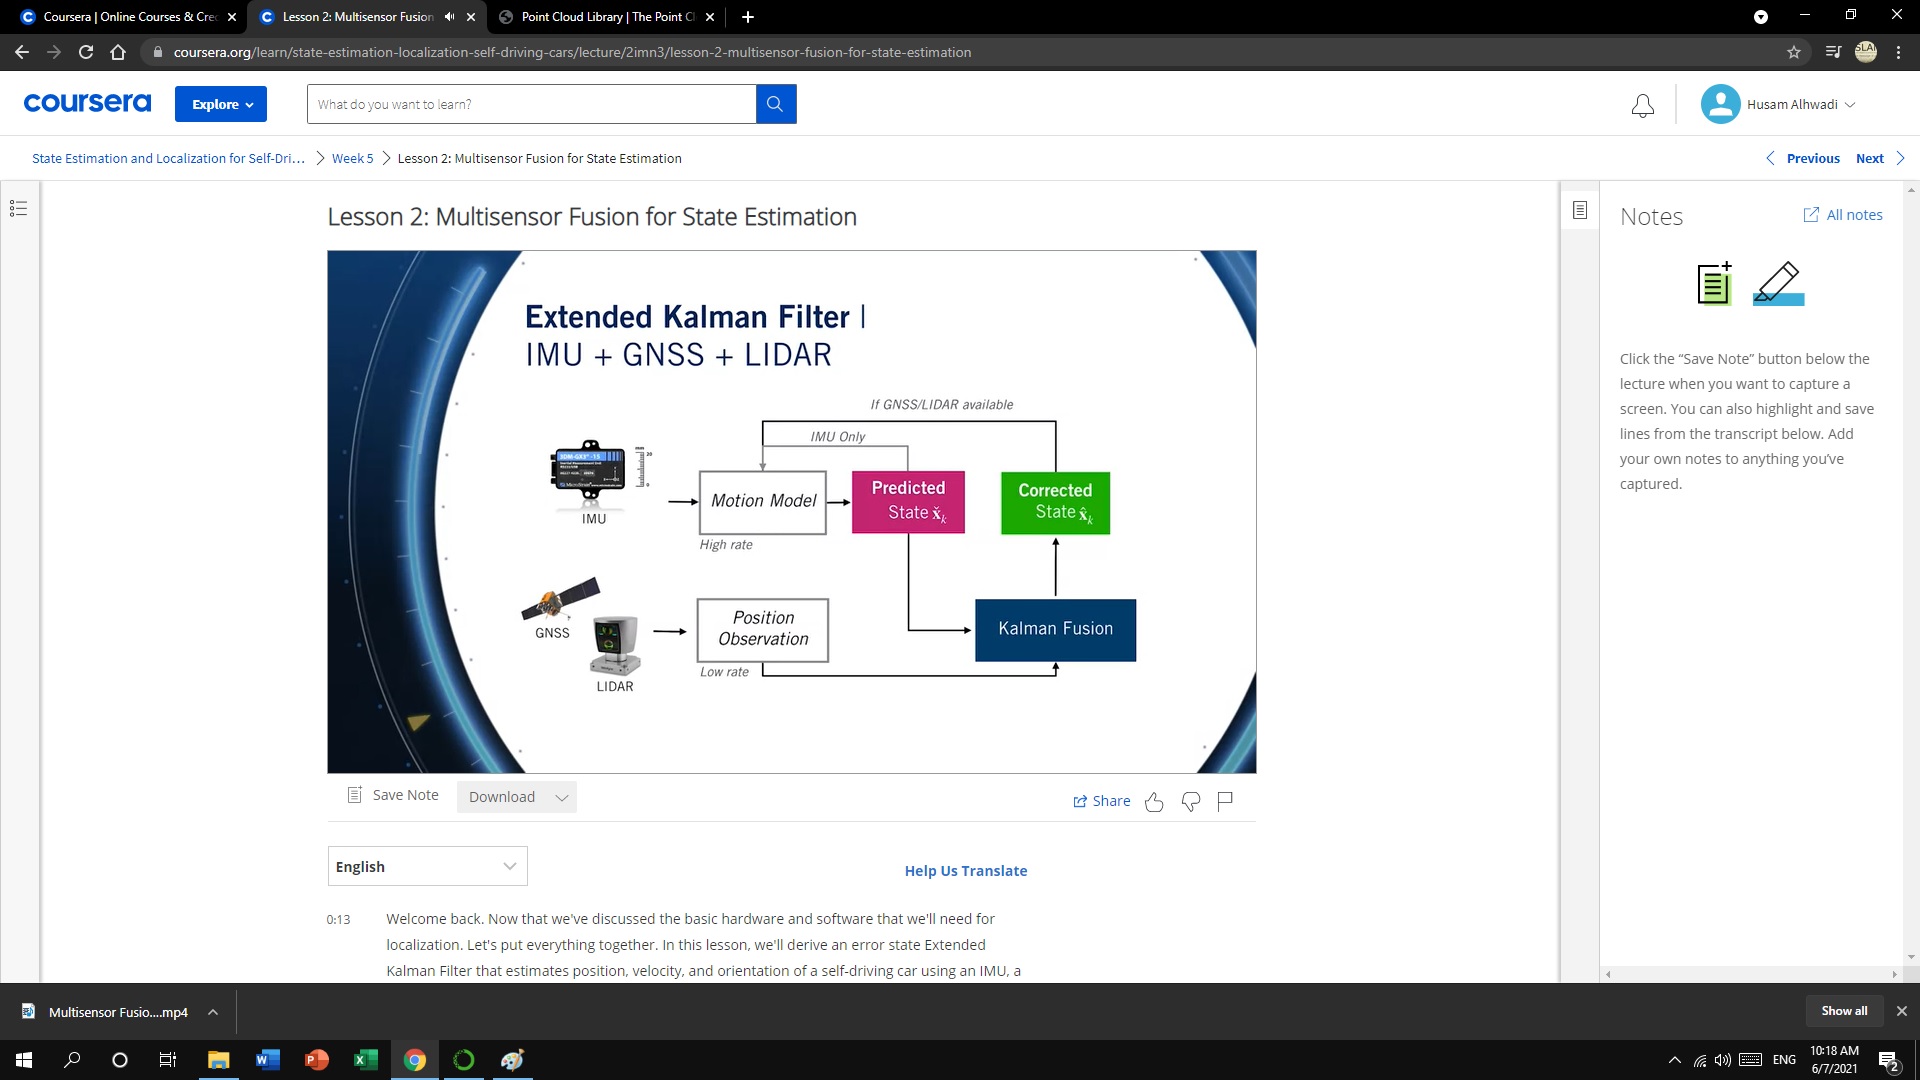 Coursera | Online Courses & Cre
Lesson 2: Multisensor Fusion
Point Cloud Library | The Point Cl
coursera.org/learn/state-estimation-localization-self-driving-cars/lecture/2imn3/lesson-2-multisensor-fusion-for-state-estimation
coursera
Explore
What do you want to learn?
Husam Alhwadi
State Estimation and Localization for Self-Dri...
Week 5
Lesson 2: Multisensor Fusion for State Estimation
Previous
Next
Lesson 2: Multisensor Fusion for State Estimation
Notes
All notes
Click the “Save Note” button below the
lecture when you want to capture a
screen. You can also highlight and save
lines from the transcript below. Add
your own notes to anything you’ve
captured.
Extended Kalman Filter |
IMU + GNSS + LIDAR
If GNSS/LIDAR available
IMU Only
IMU
Motion Model
High rate
Predicted
State x̌k
Corrected
State x̂k
GNSS
LIDAR
Position
Observation
Low rate
Kalman Fusion
Save Note
Download
Share
English
Help Us Translate
0:13
Welcome back. Now that we've discussed the basic hardware and software that we'll need for
localization. Let's put everything together. In this lesson, we'll derive an error state Extended
Kalman Filter that estimates position, velocity, and orientation of a self-driving car using an IMU, a
Multisensor Fusio....mp4
Show all
ENG
10:18 AM
6/7/2021
2